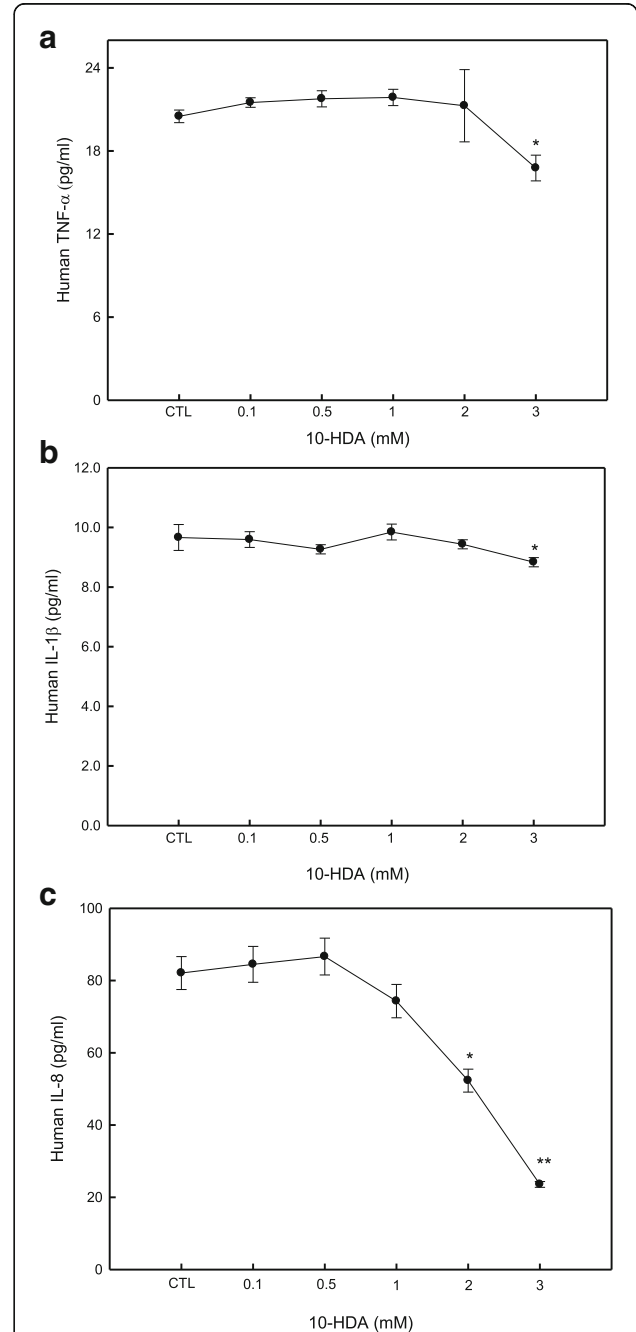 a
Human TNF-α (pg/ml)
24
18
12
6
0
*
CTL 0.1 0.5 1 2 3
10-HDA (mM)
b
Human IL-1β (pg/ml)
12.0
10.0
8.0
6.0
4.0
2.0
0.0
*
CTL 0.1 0.5 1 2 3
10-HDA (mM)
c
Human IL-8 (pg/ml)
100
80
60
40
20
0
*
**
CTL 0.1 0.5 1 2 3
10-HDA (mM)